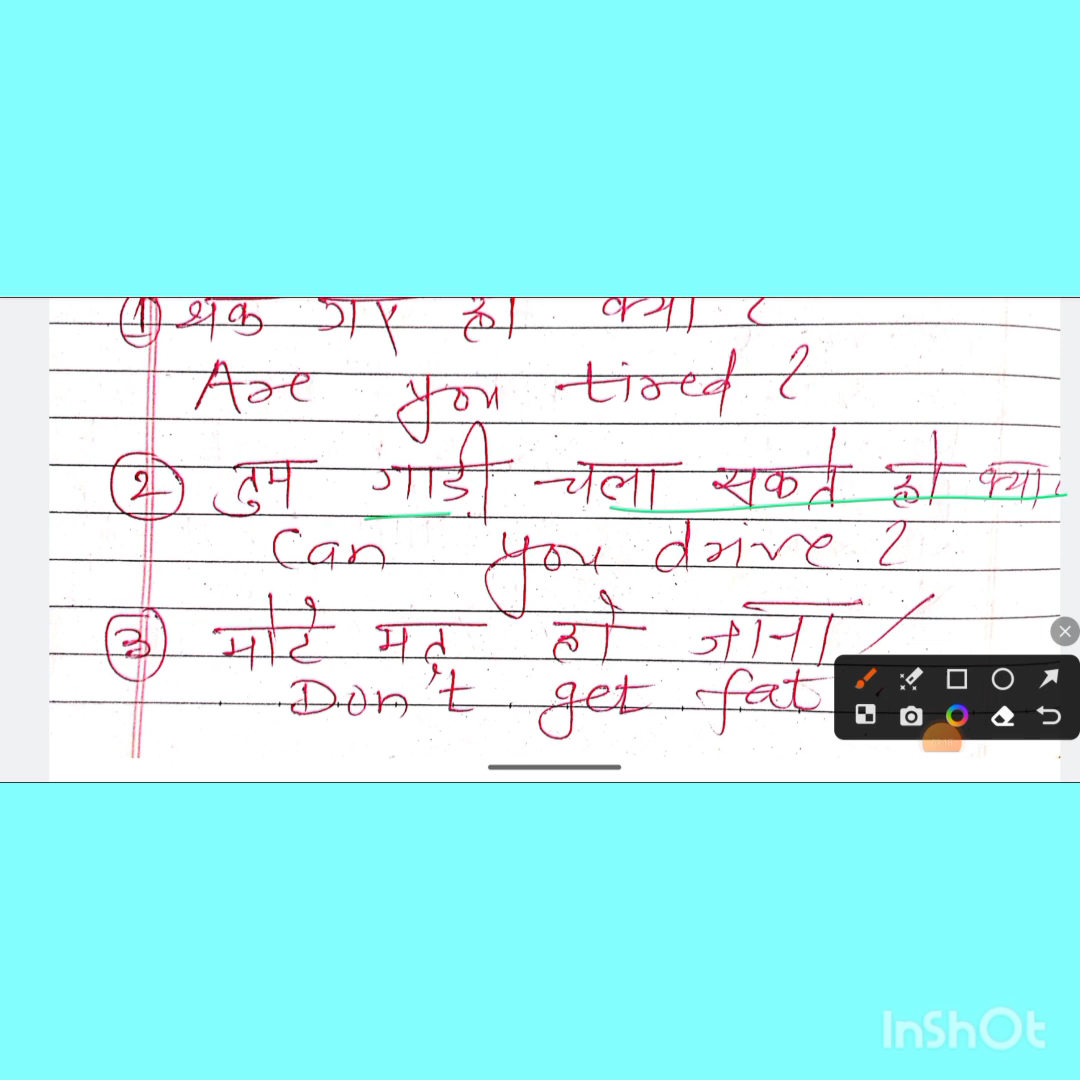 ① थक गए हो क्या ?
Are you tired ?
② तुम गाडी चला सकते हो क्या
Can you drive ?
③ मोटे मत हो जाना /
Don't get fat
InShOt